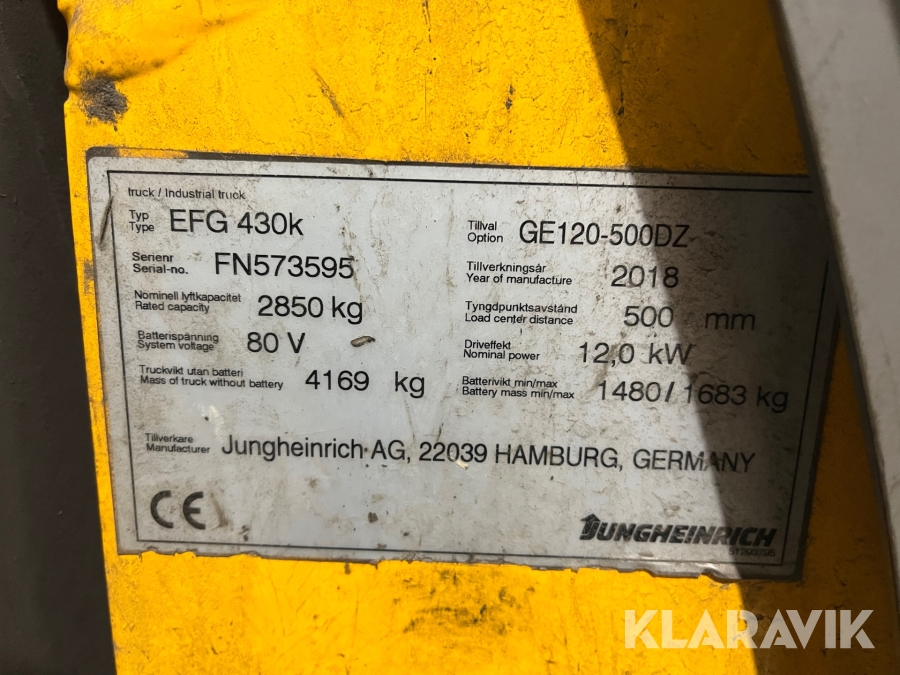 truck / Industrial truck
Typ
Type EFG 430k
Tillval
Option GE120-500DZ
Serienr
Serial-no. FN573595
Tillverkningsår
Year of manufacture 2018
Nominell lyftkapacitet
Rated capacity 2850 kg
Tyngdpunktsavstånd
Load center distance 500 mm
Batterispänning
System voltage 80 V
Driveffekt
Nominal power 12,0 kW
Truckvikt utan batteri
Mass of truck without battery 4169 kg
Batterivikt min/max
Battery mass min/max 1480 / 1683 kg
Tillverkare
Manufacturer Jungheinrich AG, 22039 HAMBURG, GERMANY
CE
JUNGHEINRICH
KLARAVIK